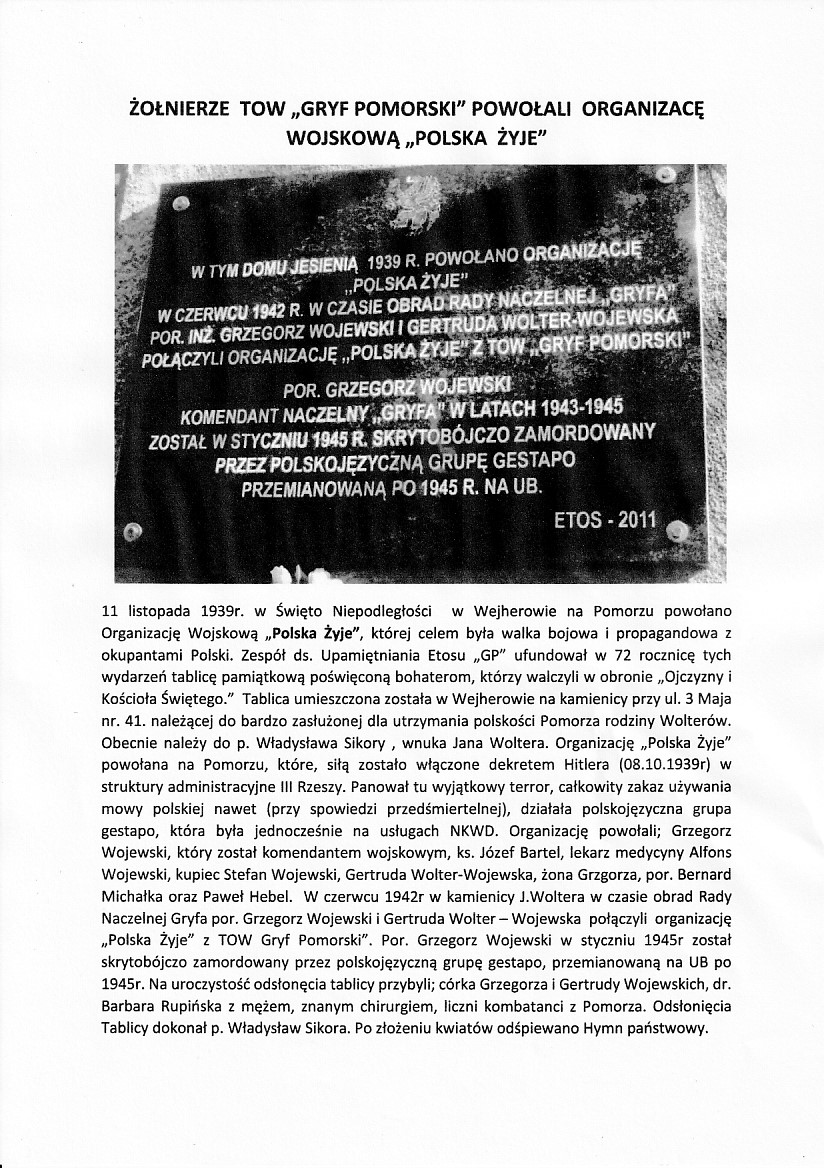 ŻOŁNIERZE TOW „GRYF POMORSKI” POWOŁALI ORGANIZACĘ
WOJSKOWĄ „POLSKA ŻYJE”
W TYM DOMU JESIENIĄ 1939 R. POWOŁANO ORGANIZACJĘ
„POLSKA ŻYJE”
W CZERWCU 1942 R. W CZASIE OBRAD RADY NACZELNEJ „GRYFA”
POR. INŻ. GRZEGORZ WOJEWSKI I GERTRUDA WOLTER-WOJEWSKA
POŁĄCZYLI ORGANIZACJĘ „POLSKA ŻYJE” Z TOW „GRYF POMORSKI”
POR. GRZEGORZ WOJEWSKI
KOMENDANT NACZELNY „GRYFA” W LATACH 1943-1945
ZOSTAŁ W STYCZNIU 1945 R. SKRYTOBÓJCZO ZAMORDOWANY
PRZEZ POLSKOJĘZYCZNĄ GRUPĘ GESTAPO
PRZEMIANOWANĄ PO 1945 R. NA UB.
ETOS - 2011
11 listopada 1939r. w Święto Niepodległości w Wejherowie na Pomorzu powołano
Organizację Wojskową „Polska Żyje”, której celem była walka bojowa i propagandowa z
okupantami Polski. Zespół ds. Upamiętniania Etosu „GP” ufundował w 72 rocznicę tych
wydarzeń tablicę pamiątkową poświęconą bohaterom, którzy walczyli w obronie „Ojczyzny i
Kościoła Świętego.” Tablica umieszczona została w Wejherowie na kamienicy przy ul. 3 Maja
nr. 41. należącej do bardzo zasłużonej dla utrzymania polskości Pomorza rodziny Wolterów.
Obecnie należy do p. Władysława Sikory , wnuka Jana Woltera. Organizację „Polska Żyje”
powołana na Pomorzu, które, siłą zostało włączone dekretem Hitlera (08.10.1939r) w
struktury administracyjne III Rzeszy. Panował tu wyjątkowy terror, całkowity zakaz używania
mowy polskiej nawet (przy spowiedzi przedśmiertelnej), działała polskojęzyczna grupa
gestapo, która była jednocześnie na usługach NKWD. Organizację powołali; Grzegorz
Wojewski, który został komendantem wojskowym, ks. Józef Bartel, lekarz medycyny Alfons
Wojewski, kupiec Stefan Wojewski, Gertruda Wolter-Wojewska, żona Grzgorza, por. Bernard
Michałka oraz Paweł Hebel. W czerwcu 1942r w kamienicy J.Woltera w czasie obrad Rady
Naczelnej Gryfa por. Grzegorz Wojewski i Gertruda Wolter – Wojewska połączyli organizację
„Polska Żyje” z TOW Gryf Pomorski”. Por. Grzegorz Wojewski w styczniu 1945r został
skrytobójczo zamordowany przez polskojęzyczną grupę gestapo, przemianowaną na UB po
1945r. Na uroczystość odsłonięcia tablicy przybyli; córka Grzegorza i Gertrudy Wojewskich, dr.
Barbara Rupińska z mężem, znanym chirurgiem, liczni kombatanci z Pomorza. Odsłonięcia
Tablicy dokonał p. Władysław Sikora. Po złożeniu kwiatów odśpiewano Hymn państwowy.